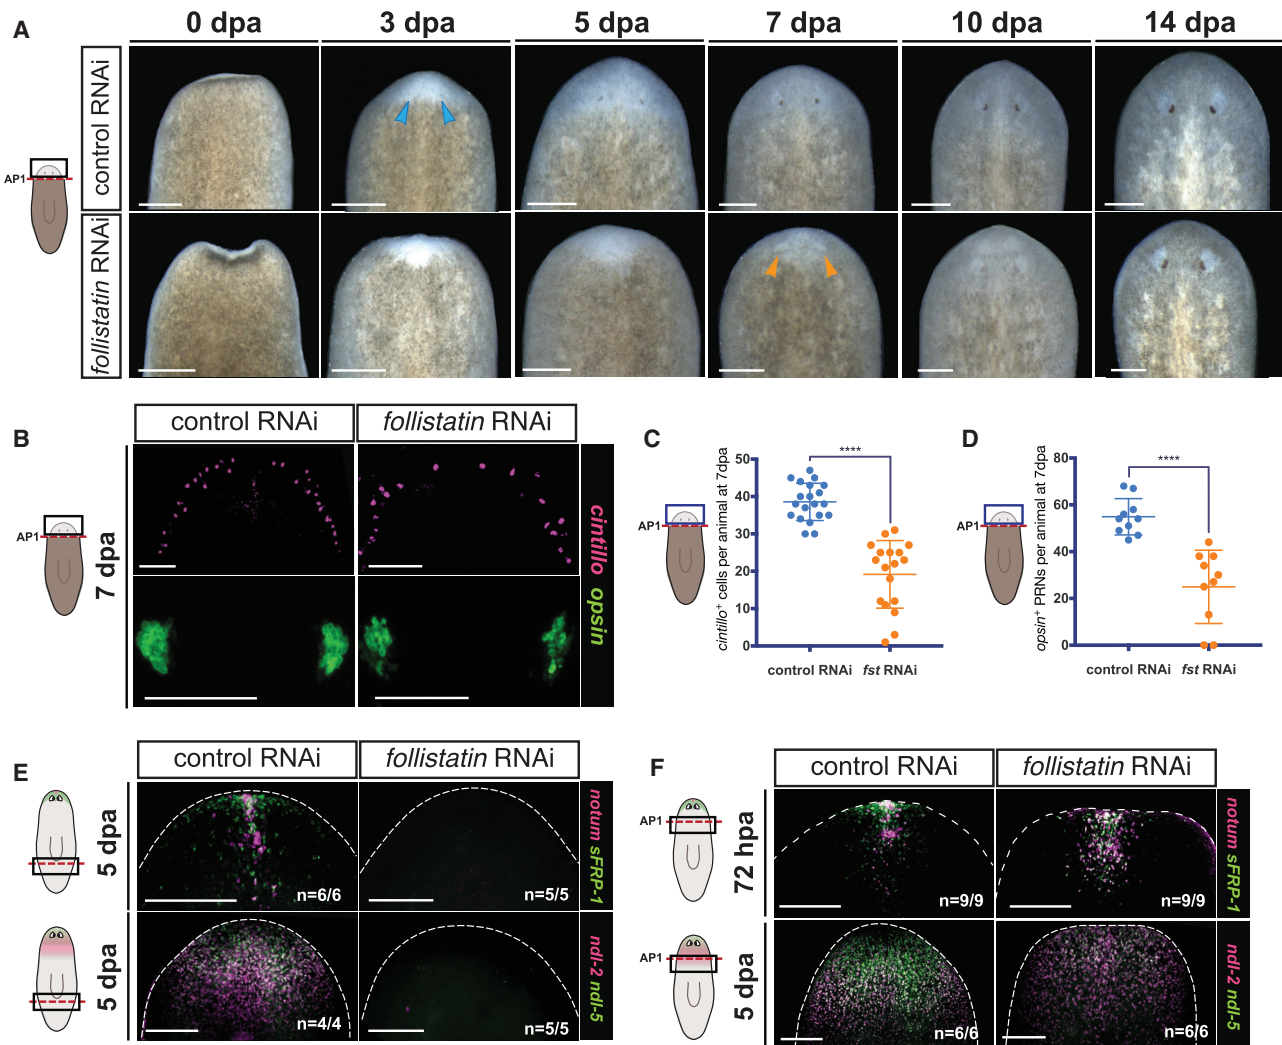 A
0 dpa
3 dpa
5 dpa
7 dpa
10 dpa
14 dpa
control RNAi
follistatin RNAi
AP1
B
control RNAi
follistatin RNAi
AP1
7 dpa
cintillo opsin
C
AP1
cintillo+ cells per animal at 7dpa
50
40
30
20
10
0
****
control RNAi
fst RNAi
D
AP1
opsin+ PRNs per animal at 7dpa
80
60
40
20
0
****
control RNAi
fst RNAi
E
control RNAi
follistatin RNAi
5 dpa
n=6/6
n=5/5
notum sFRP-1
5 dpa
n=4/4
n=5/5
ndl-2 ndl-5
F
control RNAi
follistatin RNAi
AP1
72 hpa
n=9/9
n=9/9
notum sFRP-1
AP1
5 dpa
n=6/6
n=6/6
ndl-2 ndl-5